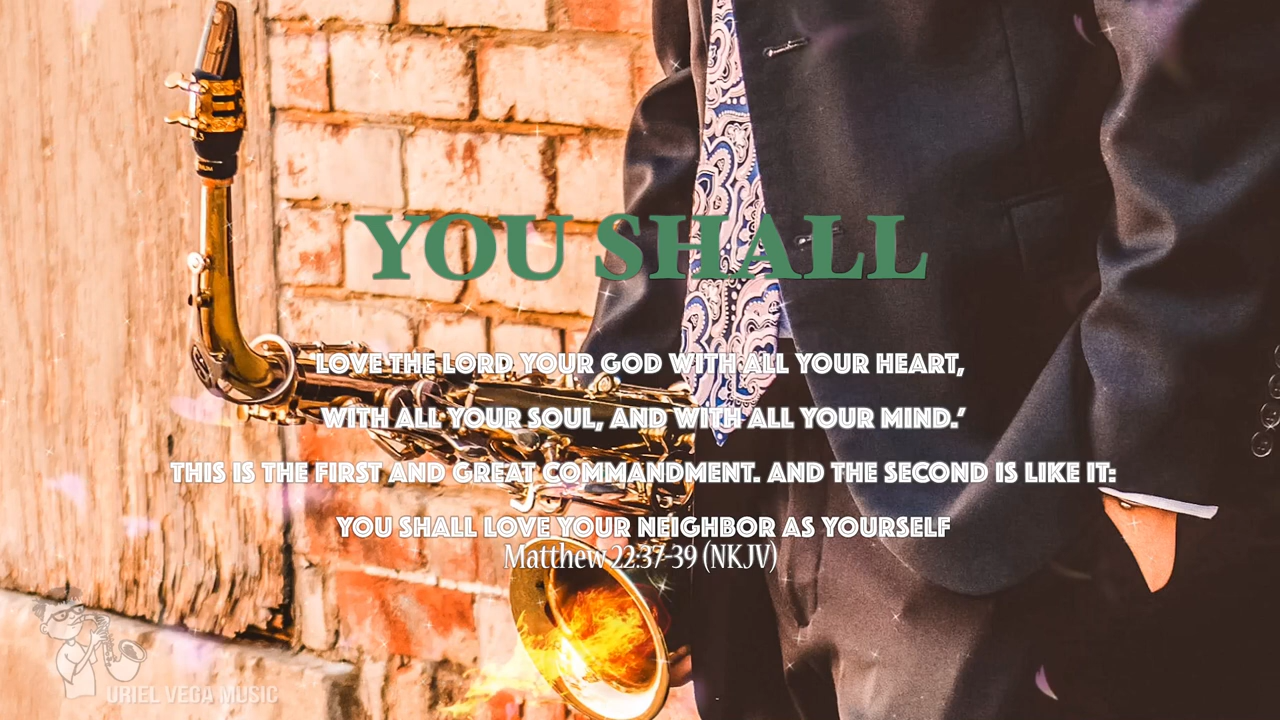 YOU SHALL
LOVE THE LORD YOUR GOD WITH ALL YOUR HEART,
WITH ALL YOUR SOUL, AND WITH ALL YOUR MIND.’
THIS IS THE FIRST AND GREAT COMMANDMENT. AND THE SECOND IS LIKE IT:
YOU SHALL LOVE YOUR NEIGHBOR AS YOURSELF
Matthew 22:37-39 (NKJV)
URIEL VEGA MUSIC